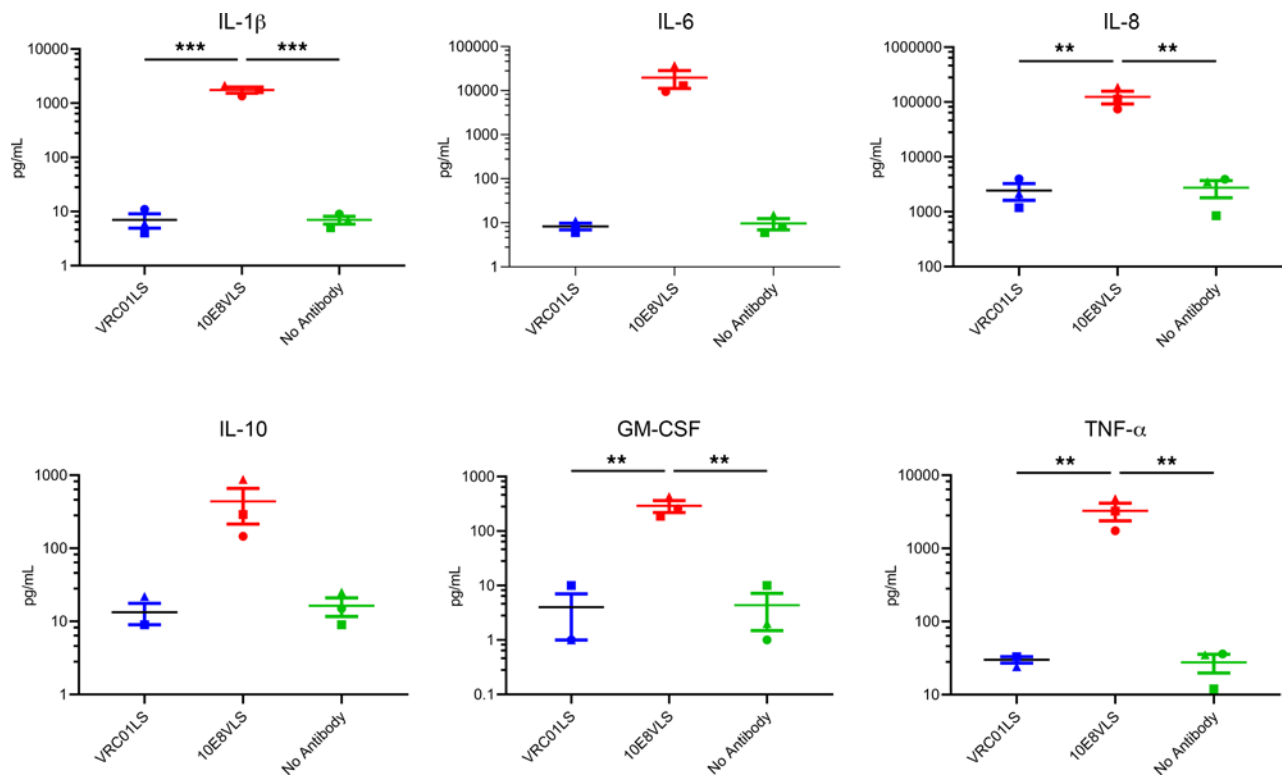 IL-1β
*** ***
10000
1000
100
10
1
pg/mL
VRC01LS
10E8VLS
No Antibody
IL-6
100000
10000
1000
100
10
1
pg/mL
VRC01LS
10E8VLS
No Antibody
IL-8
** **
1000000
100000
10000
1000
100
pg/mL
VRC01LS
10E8VLS
No Antibody
IL-10
1000
100
10
1
pg/mL
VRC01LS
10E8VLS
No Antibody
GM-CSF
** **
1000
100
10
1
0.1
pg/mL
VRC01LS
10E8VLS
No Antibody
TNF-α
** **
10000
1000
100
10
pg/mL
VRC01LS
10E8VLS
No Antibody